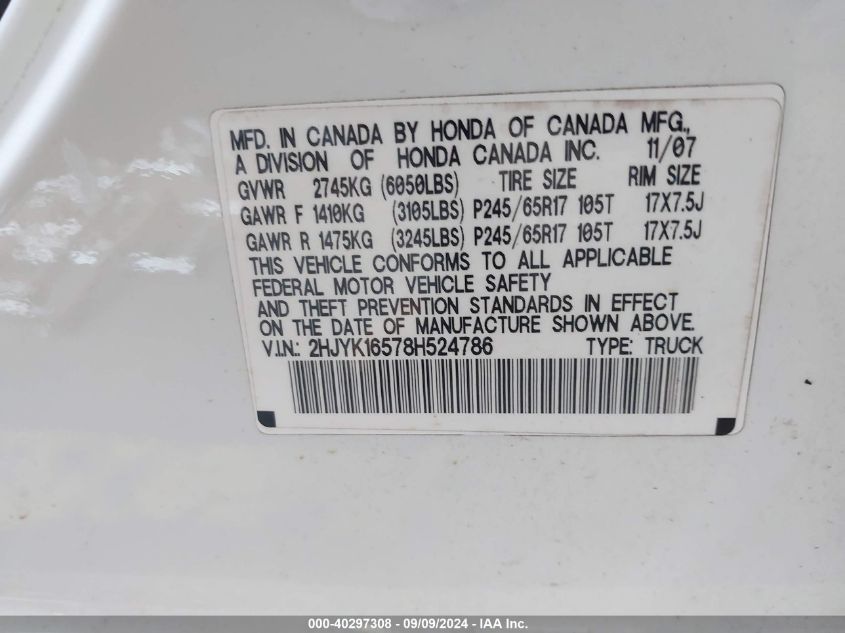 MFD. IN CANADA BY HONDA OF CANADA MFG.,
A DIVISION OF HONDA CANADA INC. 11/07
GVWR 2745KG (6050LBS) TIRE SIZE RIM SIZE
GAWR F 1410KG (3105LBS) P245/65R17 105T 17X7.5J
GAWR R 1475KG (3245LBS) P245/65R17 105T 17X7.5J
THIS VEHICLE CONFORMS TO ALL APPLICABLE
FEDERAL MOTOR VEHICLE SAFETY
AND THEFT PREVENTION STANDARDS IN EFFECT
ON THE DATE OF MANUFACTURE SHOWN ABOVE.
V.I.N.: 2HJYK16578H524786 TYPE: TRUCK
000-40297308 - 09/09/2024 - IAA Inc.